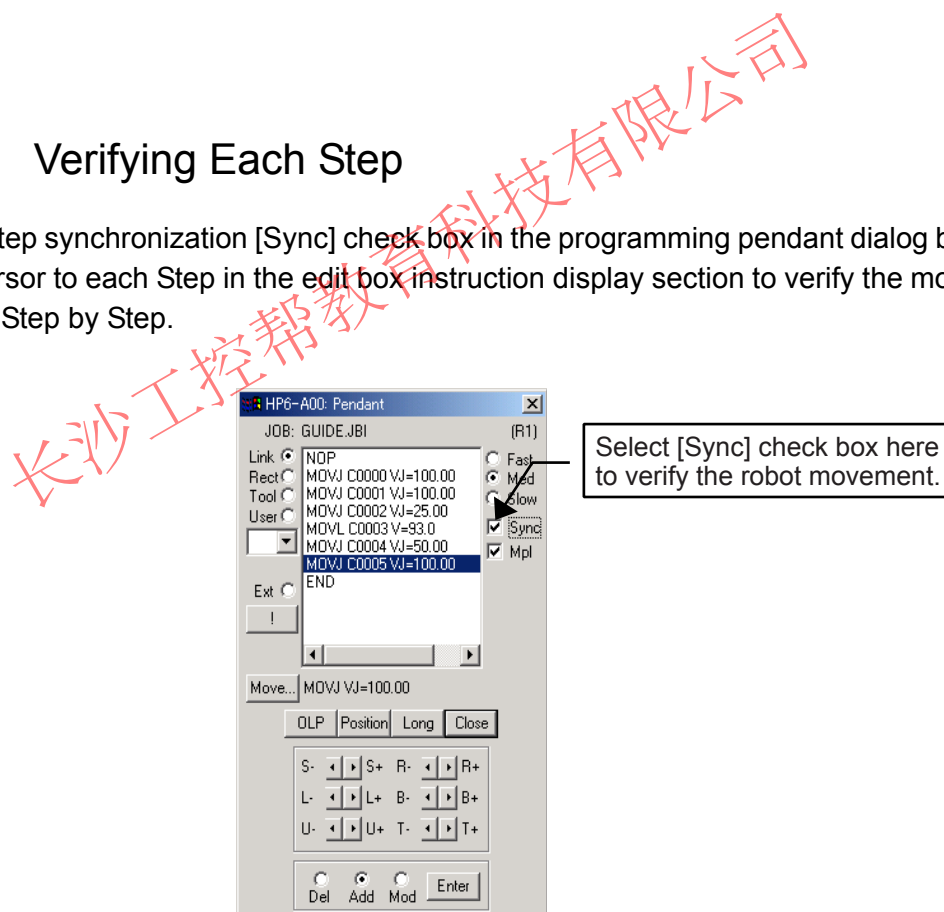 Verifying Each Step
tep synchronization [Sync] check box in the programming pendant dialog b
rsor to each Step in the edit box instruction display section to verify the mo
Step by Step.
长沙工控帮教育科技有限公司
HP6-A00: Pendant
JOB: GUIDE.JBI (R1)
Link
Rect
Tool
User
Ext
!
NOP
MOVJ C0000 VJ=100.00
MOVJ C0001 VJ=100.00
MOVJ C0002 VJ=25.00
MOVL C0003 V=93.0
MOVJ C0004 VJ=50.00
MOVJ C0005 VJ=100.00
END
Fast
Med
Slow
Sync
Mpl
Select [Sync] check box here
to verify the robot movement.
Move... MOVJ VJ=100.00
OLP Position Long Close
S- S+ R- R+
L- L+ B- B+
U- U+ T- T+
Del Add Mod Enter